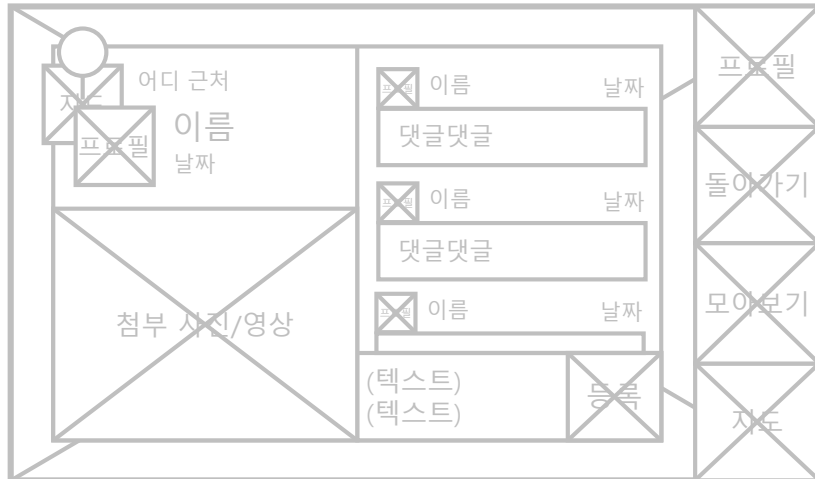 어디 근처
지도
이름
프로필
날짜
첨부 사진/영상
프로필
이름
날짜
댓글댓글
프로필
이름
날짜
댓글댓글
프로필
이름
날짜
(텍스트)
(텍스트)
등록
프로필
돌아가기
모아보기
지도